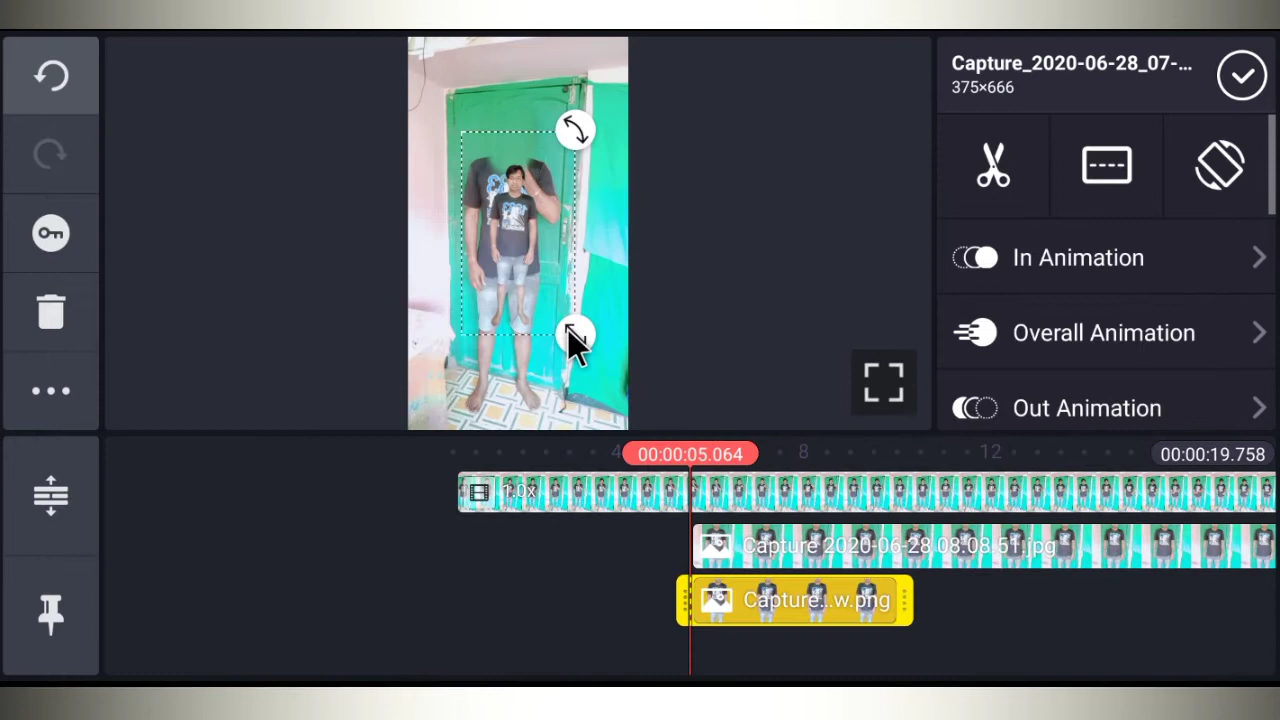 Capture_2020-06-28_07-...
375×666
In Animation
Overall Animation
Out Animation
4
00:00:05.064
8
12
00:00:19.758
1.0x
Capture 2020-06-28 08.08.51.jpg
Capture...w.png